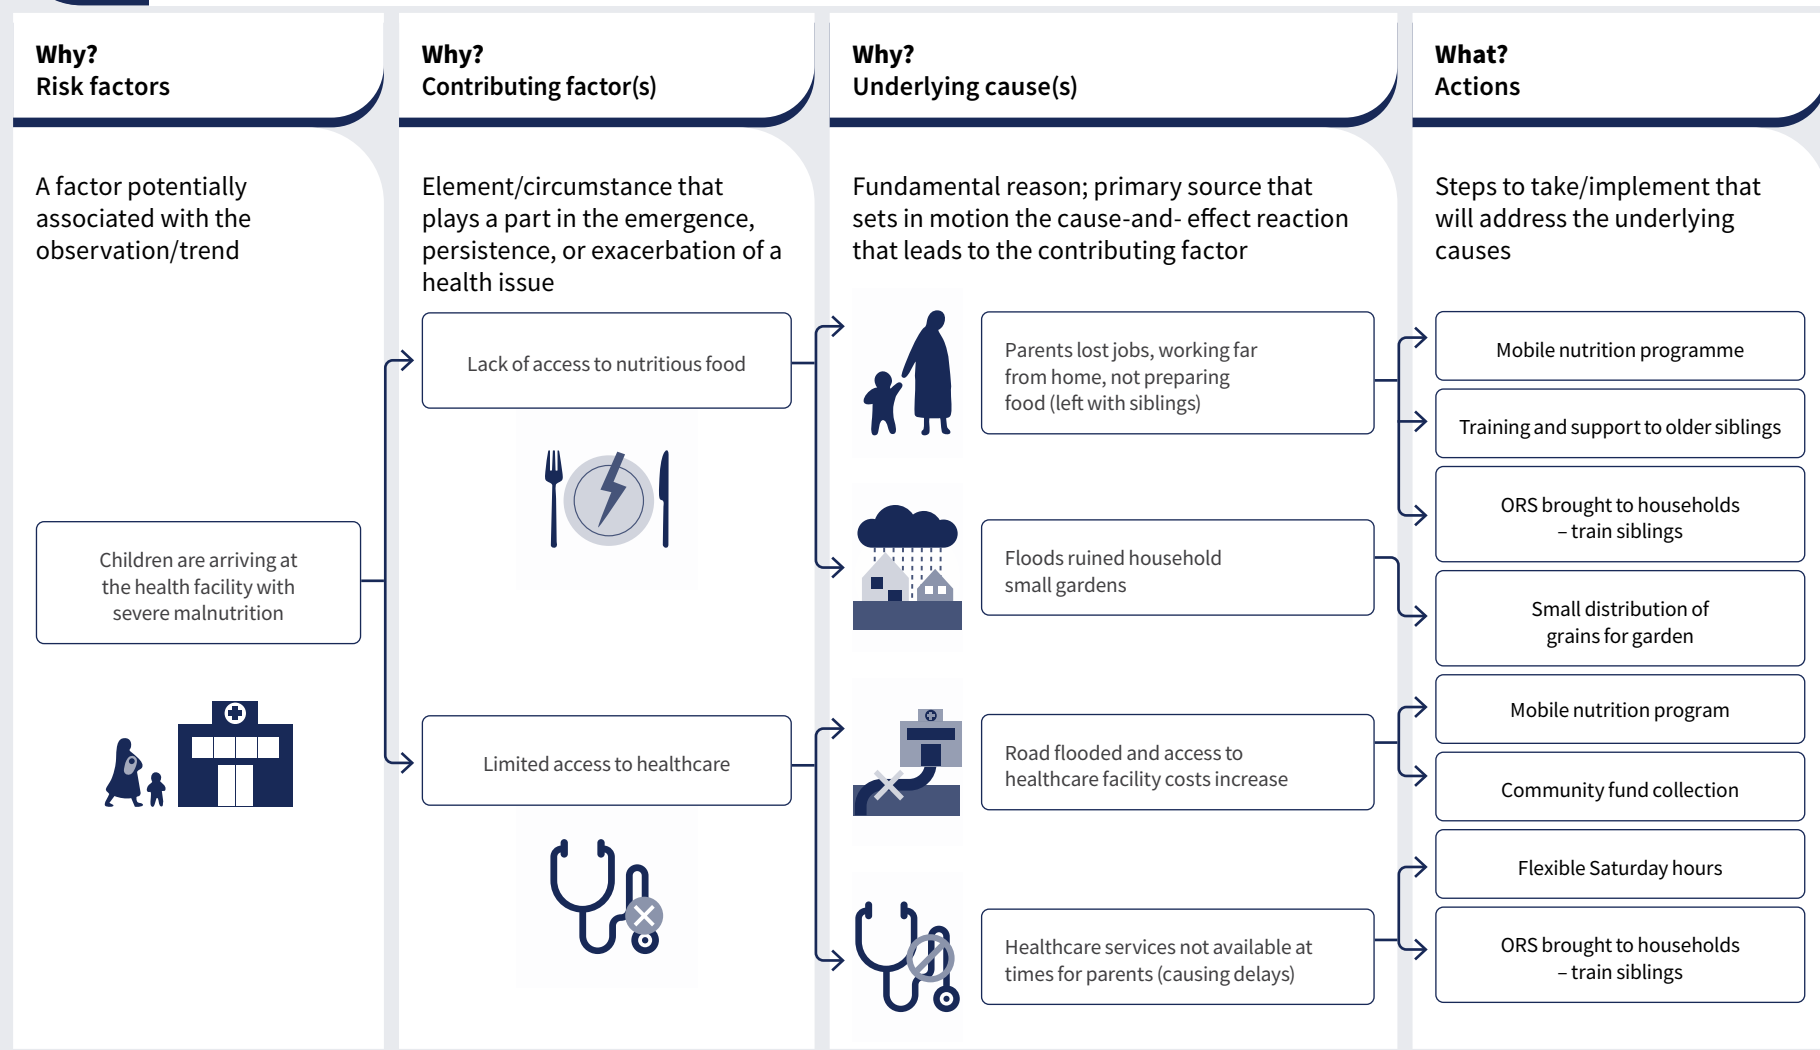 Why?
Risk factors
A factor potentially
associated with the
observation/trend
Children are arriving at
the health facility with
severe malnutrition
Why?
Contributing factor(s)
Element/circumstance that
plays a part in the emergence,
persistence, or exacerbation of a
health issue
Lack of access to nutritious food
Limited access to healthcare
Why?
Underlying cause(s)
Fundamental reason; primary source that
sets in motion the cause-and- effect reaction
that leads to the contributing factor
Parents lost jobs, working far
from home, not preparing
food (left with siblings)
Floods ruined household
small gardens
Road flooded and access to
healthcare facility costs increase
Healthcare services not available at
times for parents (causing delays)
What?
Actions
Steps to take/implement that
will address the underlying
causes
Mobile nutrition programme
Training and support to older siblings
ORS brought to households
– train siblings
Small distribution of
grains for garden
Mobile nutrition program
Community fund collection
Flexible Saturday hours
ORS brought to households
– train siblings